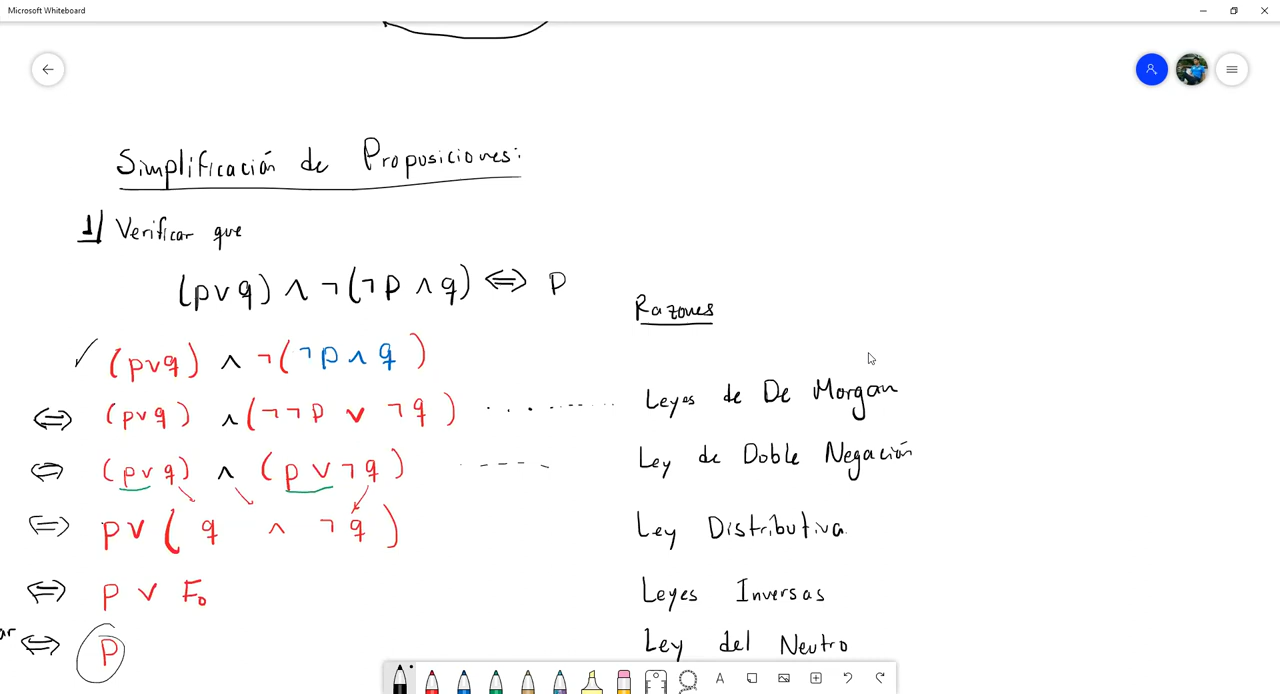 Microsoft Whiteboard
Simplificación de Proposiciones:
1) Verificar que
(p∨q) ∧ ¬(¬p ∧ q) ⇔ p
Razones
✓ (p∨q) ∧ ¬(¬p ∧ q)
⇔ (p∨q) ∧ (¬¬p ∨ ¬q) ......... Leyes de De Morgan
⇔ (p∨q) ∧ (p∨¬q) ----- Ley de Doble Negación
⇔ p∨(q ∧ ¬q) Ley Distributiva.
⇔ p ∨ F₀ Leyes Inversas
ar ⇔ p Ley del Neutro
A